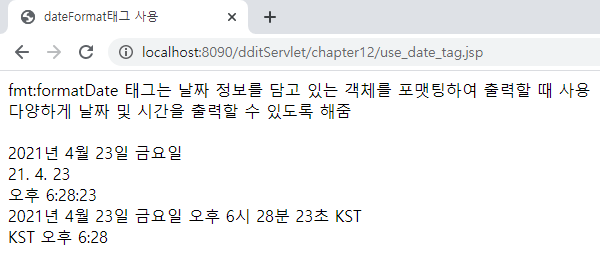 dateFormat태그 사용
localhost:8090/dditServlet/chapter12/use_date_tag.jsp
fmt:formatDate 태그는 날짜 정보를 담고 있는 객체를 포맷팅하여 출력할 때 사용
다양하게 날짜 및 시간을 출력할 수 있도록 해줌
2021년 4월 23일 금요일
21. 4. 23
오후 6:28:23
2021년 4월 23일 금요일 오후 6시 28분 23초 KST
KST 오후 6:28